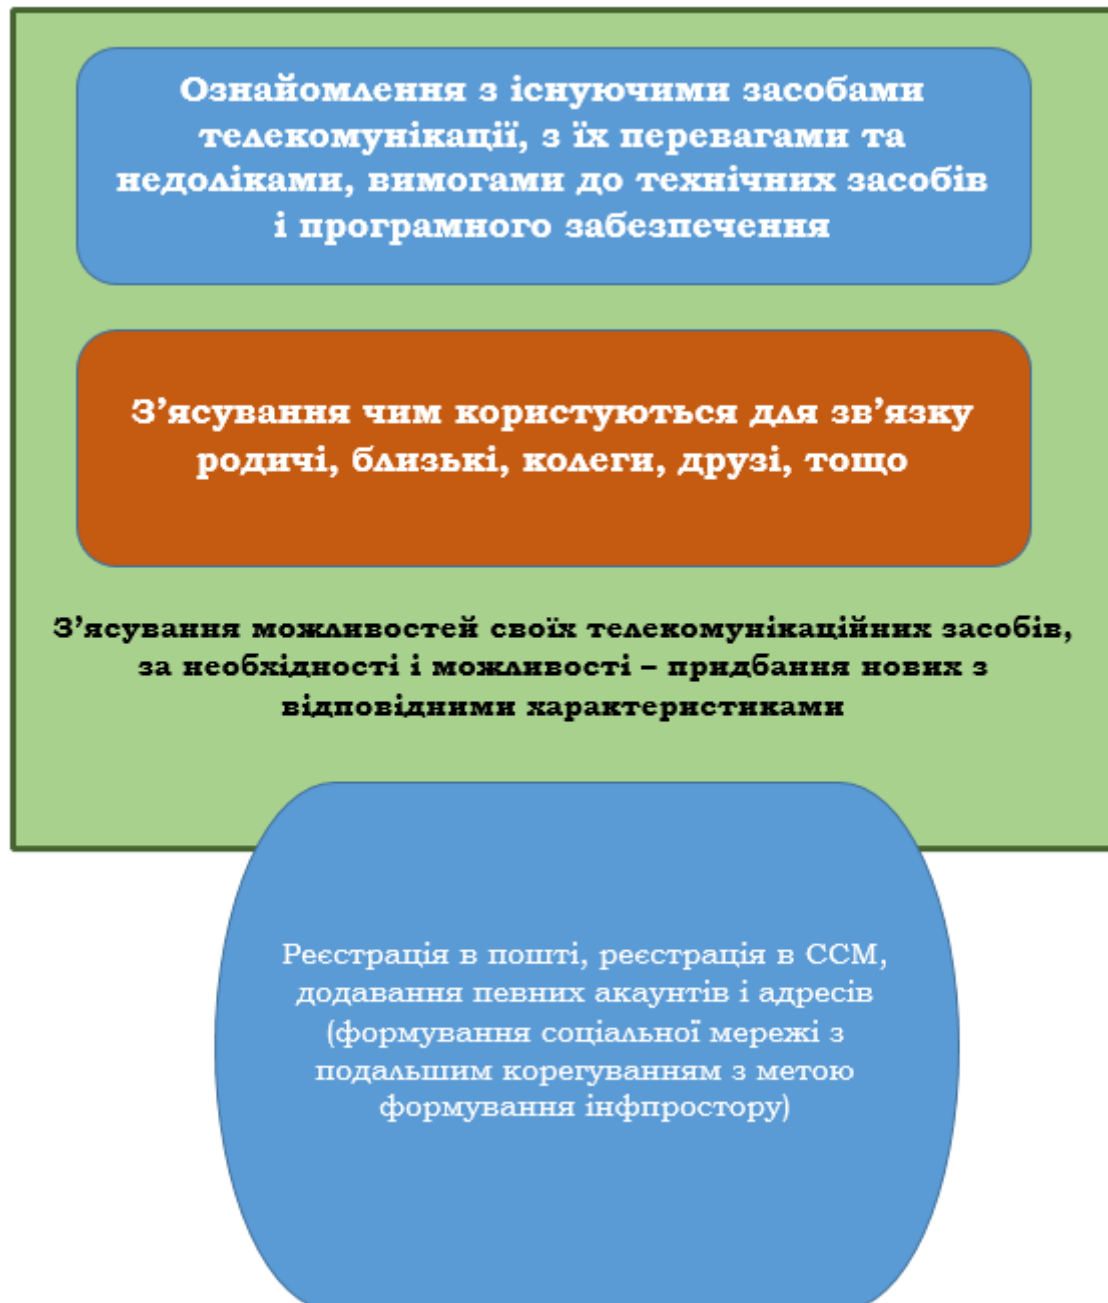 Ознайомлення з існуючими засобами
телекомунікації, з їх перевагами та
недоліками, вимогами до технічних засобів
і програмного забезпечення
З’ясування чим користуються для зв’язку
родичі, близькі, колеги, друзі, тощо
З’ясування можливостей своїх телекомунікаційних засобів,
за необхідності і можливості – придбання нових з
відповідними характеристиками
Реєстрація в пошті, реєстрація в ССМ,
додавання певних акаунтів і адресів
(формування соціальної мережі з
подальшим корегуванням з метою
формування інфпростору)